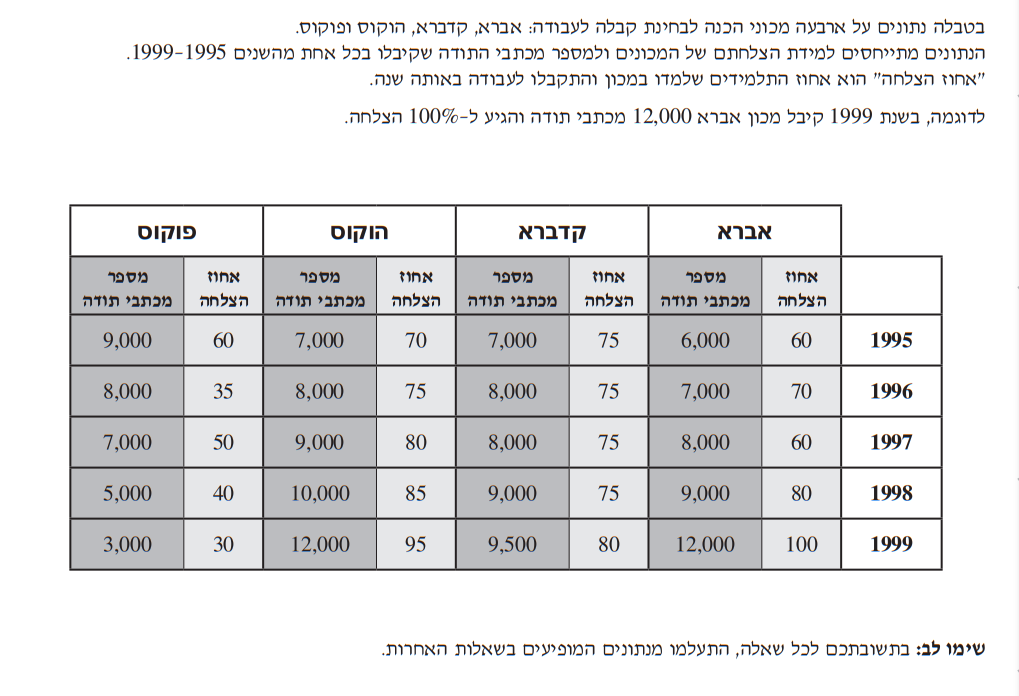 בטבלה נתונים על ארבעה מכוני הכנה לבחינת קבלה לעבודה: אברא, קדברא, הוקוס ופוקוס.
הנתונים מתייחסים למידת הצלחתם של המכונים ולמספר מכתבי התודה שקיבלו בכל אחת מהשנים 1995-1999.
"אחוז הצלחה" הוא אחוז התלמידים שלמדו במכון והתקבלו לעבודה באותה שנה.
לדוגמה, בשנת 1999 קיבל מכון אברא 12,000 מכתבי תודה והגיע ל-100% הצלחה.
אברא קדברא הוקוס פוקוס
אחוז הצלחה מספר מכתבי תודה אחוז הצלחה מספר מכתבי תודה אחוז הצלחה מספר מכתבי תודה אחוז הצלחה מספר מכתבי תודה
1995 60 6,000 75 7,000 70 7,000 60 9,000
1996 70 7,000 75 8,000 75 8,000 35 8,000
1997 60 8,000 75 8,000 80 9,000 50 7,000
1998 80 9,000 75 9,000 85 10,000 40 5,000
1999 100 12,000 80 9,500 95 12,000 30 3,000
שימו לב: בתשובתכם לכל שאלה, התעלמו מנתונים המופיעים בשאלות האחרות.